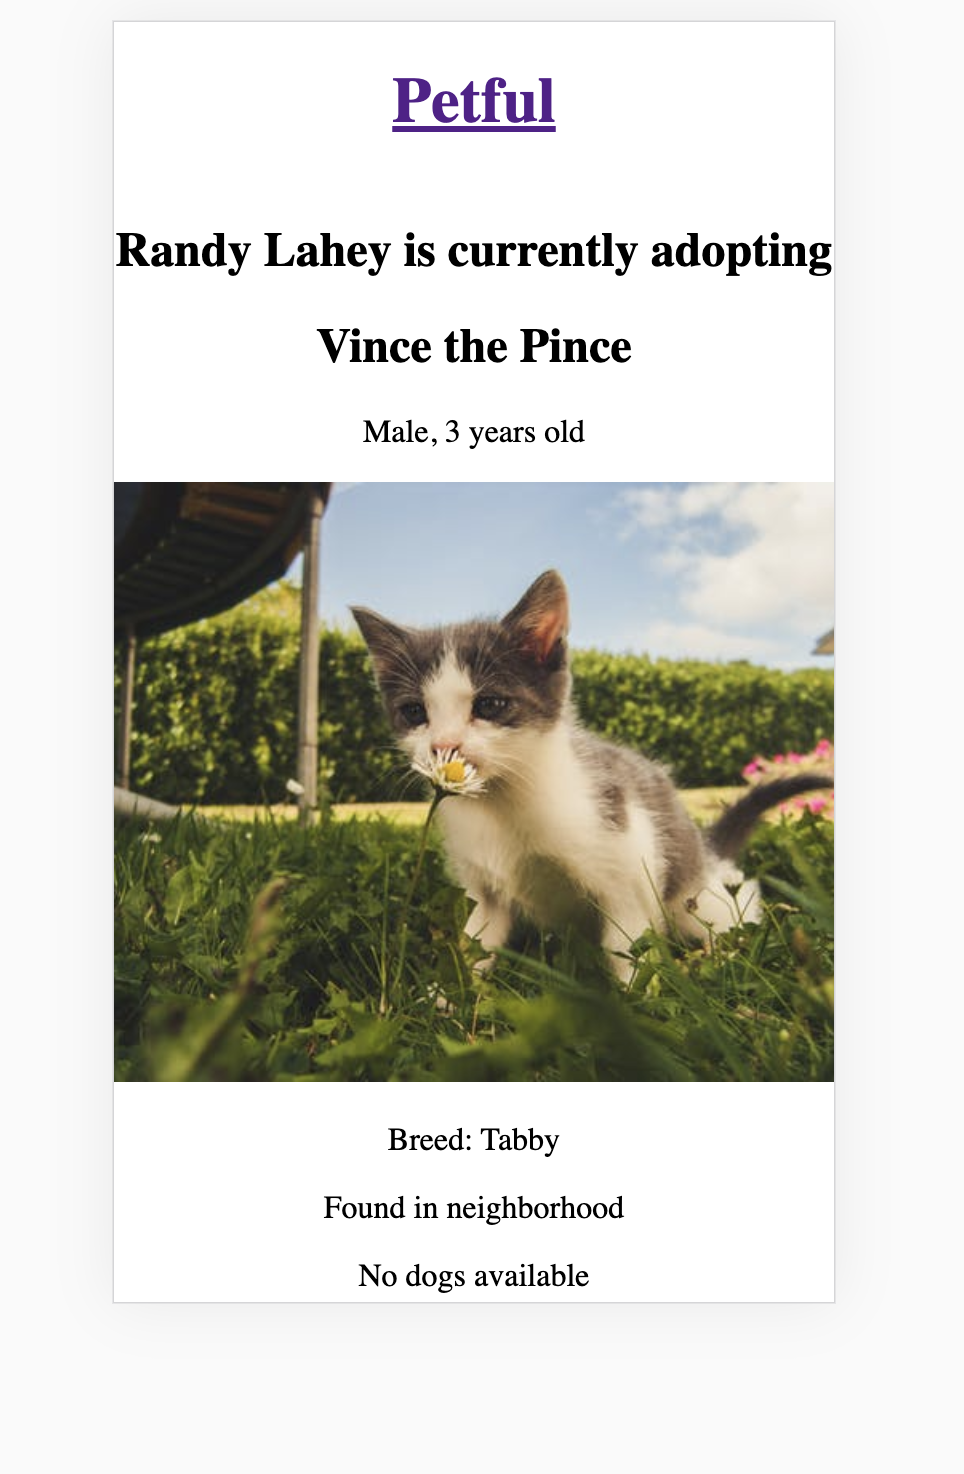 Petful
Randy Lahey is currently adopting
Vince the Pince
Male, 3 years old
Breed: Tabby
Found in neighborhood
No dogs available